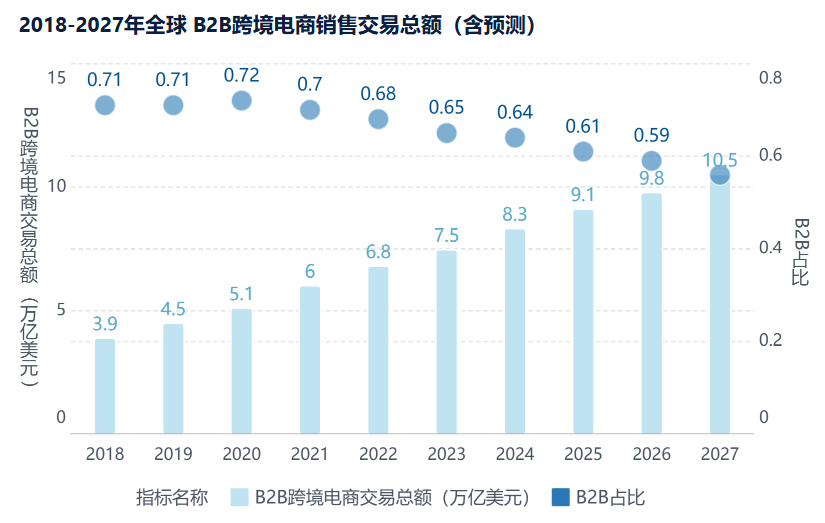 2018-2027年全球 B2B跨境电商销售交易总额（含预测）
15
10
5
0
B2B跨境电商交易总额（万亿美元）
0.71 0.71 0.72 0.7 0.68 0.65 0.64 0.61 0.59
3.9 4.5 5.1 6 6.8 7.5 8.3 9.1 9.8 10.5
0.8
0.6
0.4
0.2
0
B2B占比
2018 2019 2020 2021 2022 2023 2024 2025 2026 2027
指标名称 B2B跨境电商交易总额（万亿美元） B2B占比